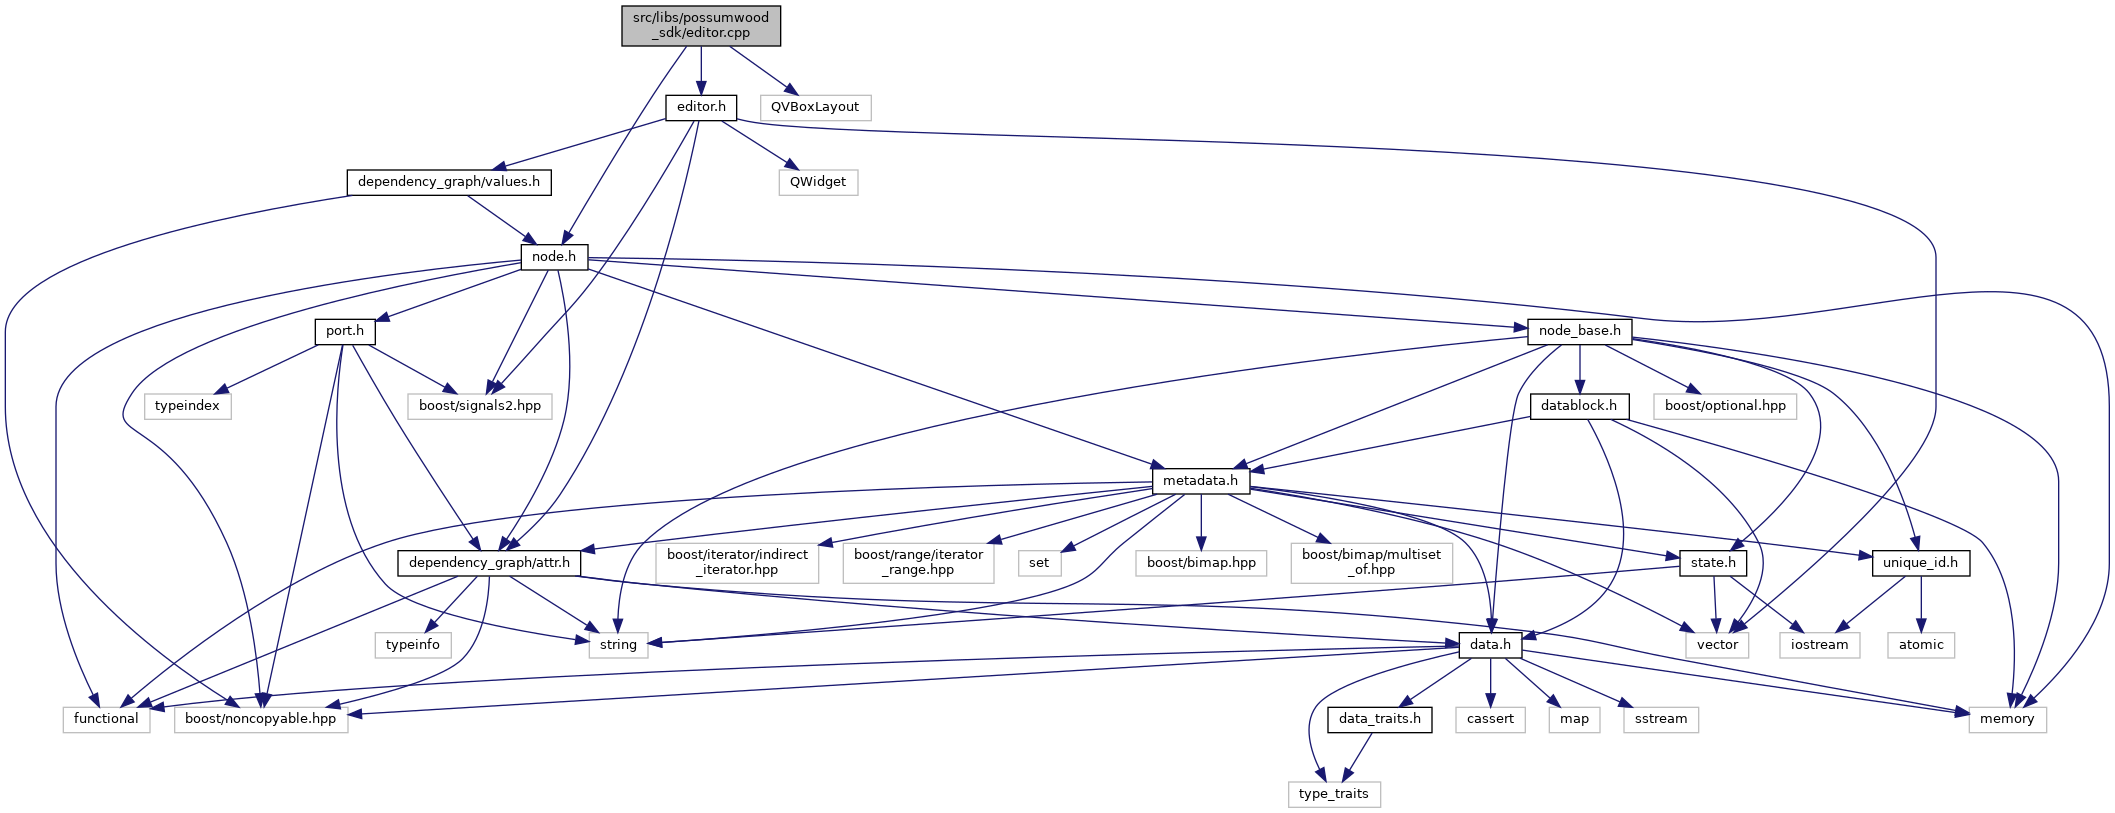 src/libs/possumwood
_sdk/editor.cpp
editor.h
QVBoxLayout
dependency_graph/values.h
QWidget
node.h
port.h
node_base.h
typeindex
boost/signals2.hpp
datablock.h
boost/optional.hpp
metadata.h
dependency_graph/attr.h
boost/iterator/indirect
_iterator.hpp
boost/range/iterator
_range.hpp
set
boost/bimap.hpp
boost/bimap/multiset
_of.hpp
state.h
unique_id.h
typeinfo
string
data.h
vector
iostream
atomic
functional
boost/noncopyable.hpp
data_traits.h
cassert
map
sstream
memory
type_traits